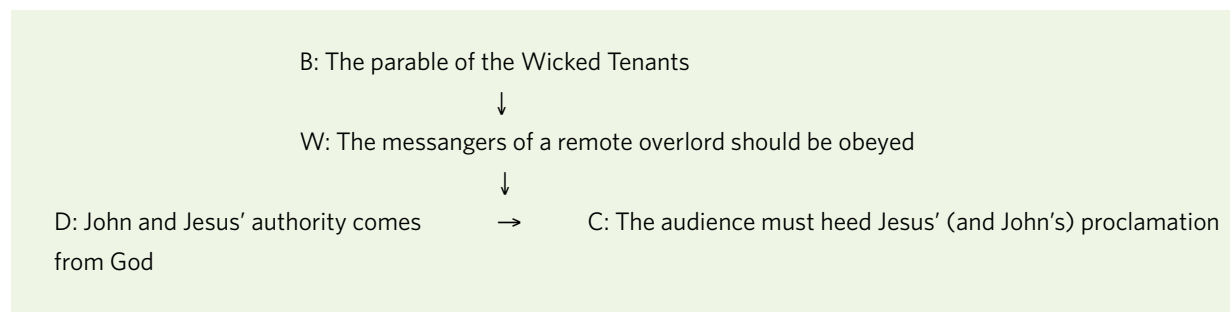 B: The parable of the Wicked Tenants
↓
W: The messangers of a remote overlord should be obeyed
↓
D: John and Jesus’ authority comes → C: The audience must heed Jesus’ (and John’s) proclamation
from God